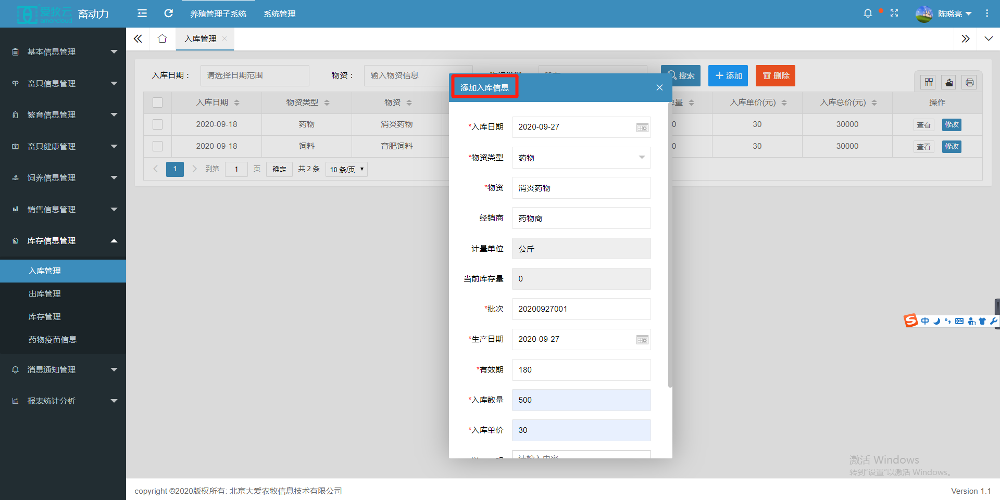 爱牧云 畜动力
养殖管理子系统 系统管理
陈晓亮
入库管理
基本信息管理
畜只信息管理
繁育信息管理
畜只健康管理
饲养信息管理
销售信息管理
库存信息管理
入库管理
出库管理
库存管理
药物疫苗信息
消息通知管理
报表统计分析
入库日期： 请选择日期范围 物资： 输入物资信息 搜索 添加 删除
入库日期 物资类型 物资 总量 入库单价(元) 入库总价(元) 操作
2020-09-18 药物 消炎药物 0 30 30000 查看 修改
2020-09-18 饲料 育肥饲料 0 30 30000 查看 修改
1 到第 1 页 确定 共 2 条 10 条/页
添加入库信息
*入库日期 2020-09-27
*物资类型 药物
*物资 消炎药物
经销商 药物商
计量单位 公斤
当前库存量 0
*批次 20200927001
*生产日期 2020-09-27
*有效期 180
*入库数量 500
*入库单价 30
请输入内容
中
激活 Windows
转到"设置"以激活 Windows。
copyright ©2020版权所有: 北京大爱农牧信息技术有限公司
Version 1.1